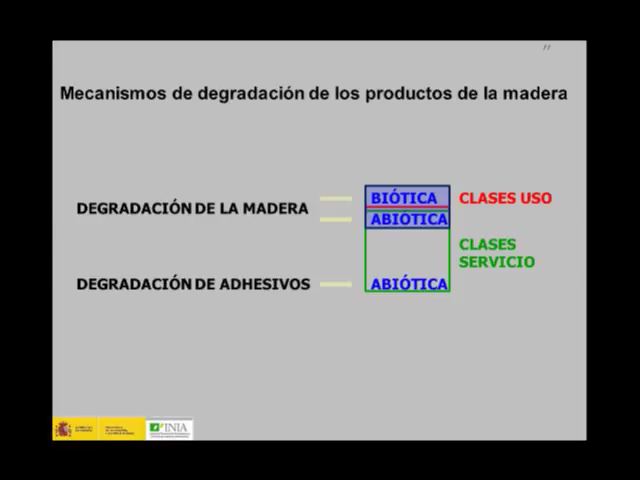 Mecanismos de degradación de los productos de la madera
DEGRADACIÓN DE LA MADERA
BIÓTICA
CLASES USO
ABIÓTICA
CLASES
SERVICIO
DEGRADACIÓN DE ADHESIVOS
ABIÓTICA
INIA